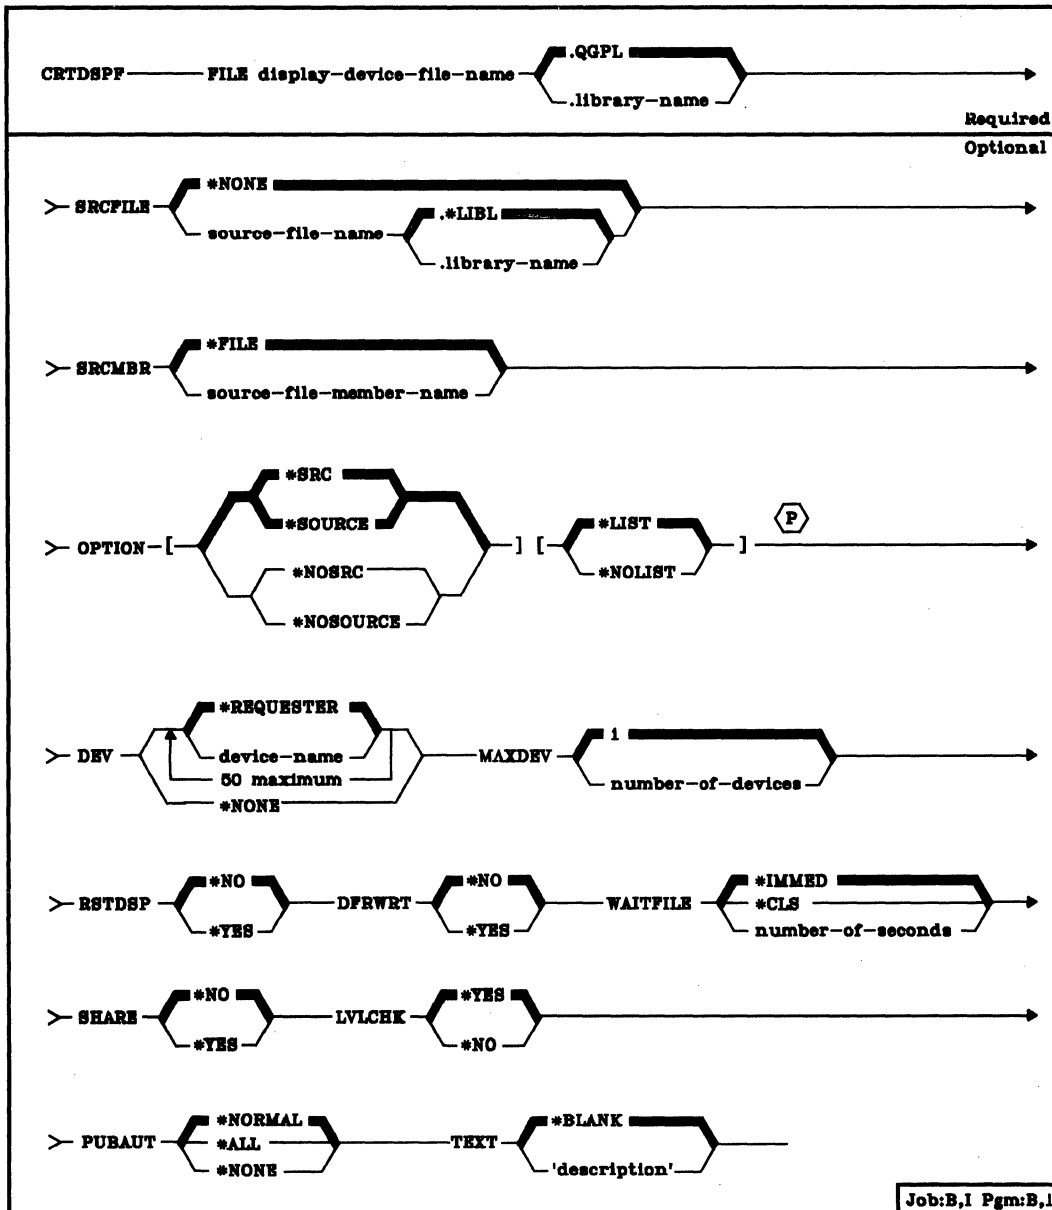 .QGPL
CRTDSPF FILE display-device-file-name
.library-name
Required
Optional
*NONE
SRCFILE
.*LIBL
source-file-name
.library-name
*FILE
SRCMBR
source-file-member-name
*SRC
*SOURCE *LIST P
OPTION [ ] [ ]
*NOSRC *NOLIST
*NOSOURCE
*REQUESTER 1
DEV device-name MAXDEV
50 maximum number-of-devices
*NONE
*NO *NO *IMMED
RSTDSP DFRWRT WAITFILE *CLS
*YES *YES number-of-seconds
*NO *YES
SHARE LVLCHK
*YES *NO
*NORMAL *BLANK
PUBAUT *ALL TEXT
*NONE 'description'
Job:B,I Pgm:B,I